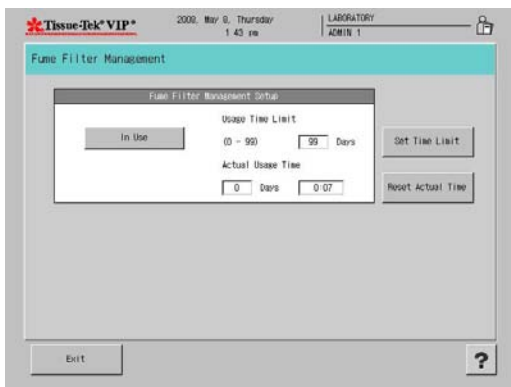 Tissue-Tek® VIP®
2008, May 8, Thursday
1 43 pm
LABORATORY
ADMIN 1
Fume Filter Management
Fume Filter Management Setup
In Use
Usage Time Limit
(0 - 99)
99 Days
Set Time Limit
Actual Usage Time
0 Days 0:07
Reset Actual Time
Exit
?